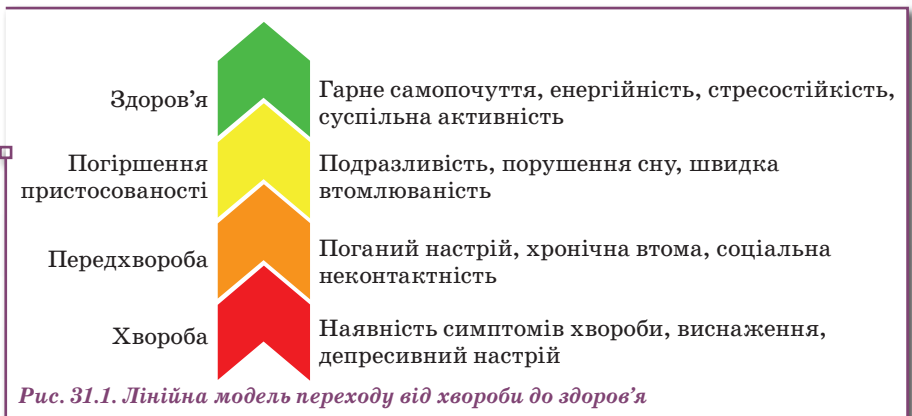 Здоров’я
Гарне самопочуття, енергійність, стресостійкість,
суспільна активність
Погіршення
пристосованості
Подразливість, порушення сну, швидка
втомлюваність
Передхвороба
Поганий настрій, хронічна втома, соціальна
неконтактність
Хвороба
Наявність симптомів хвороби, виснаження,
депресивний настрій
Рис. 31.1. Лінійна модель переходу від хвороби до здоров’я